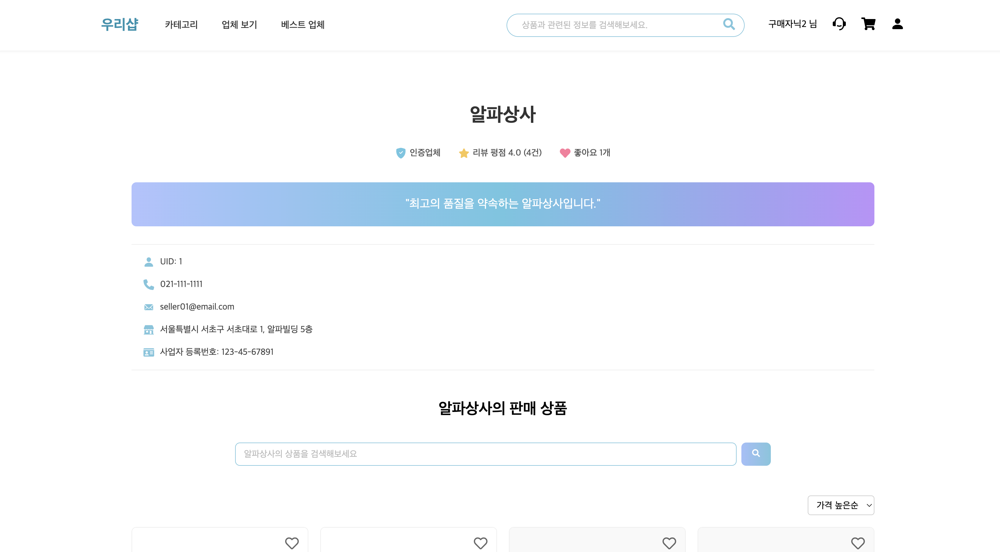 우리샵 카테고리 업체 보기 베스트 업체 상품과 관련된 정보를 검색해보세요. 구매자닉2 님
알파상사
인증업체 리뷰 평점 4.0 (4건) 좋아요 1개
"최고의 품질을 약속하는 알파상사입니다."
UID: 1
021-111-1111
seller01@email.com
서울특별시 서초구 서초대로 1, 알파빌딩 5층
사업자 등록번호: 123-45-67891
알파상사의 판매 상품
알파상사의 상품을 검색해보세요
가격 높은순